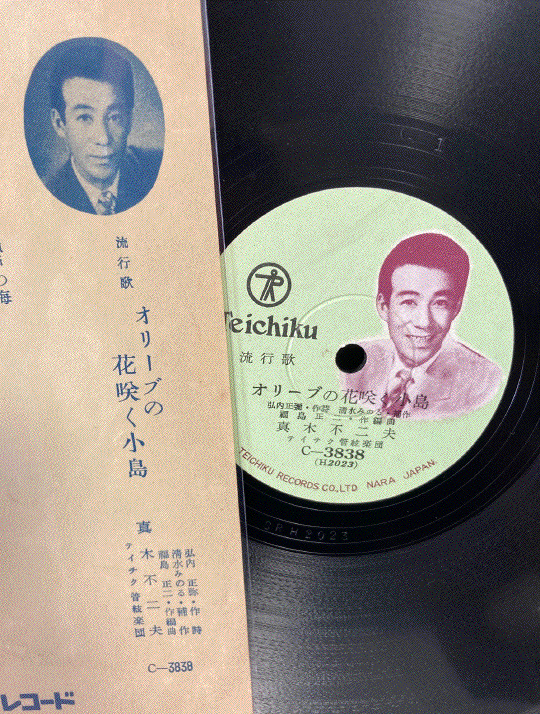 流行歌
オリーブの
花咲く小島
弘内正弥・作詩
清水みのる・補作
福島正二・作編曲
真木不二夫
テイチク管絃楽団
C—3838
レコード
の海
Teichiku
流行歌
オリーブの花咲く小島
弘内正弥・作詩 清水みのる・補作
福島正二・作編曲
真木不二夫
テイチク管絃楽団
C—3838
(H2023)
TEICHIKU RECORDS CO., LTD NARA JAPAN.
2RH2023